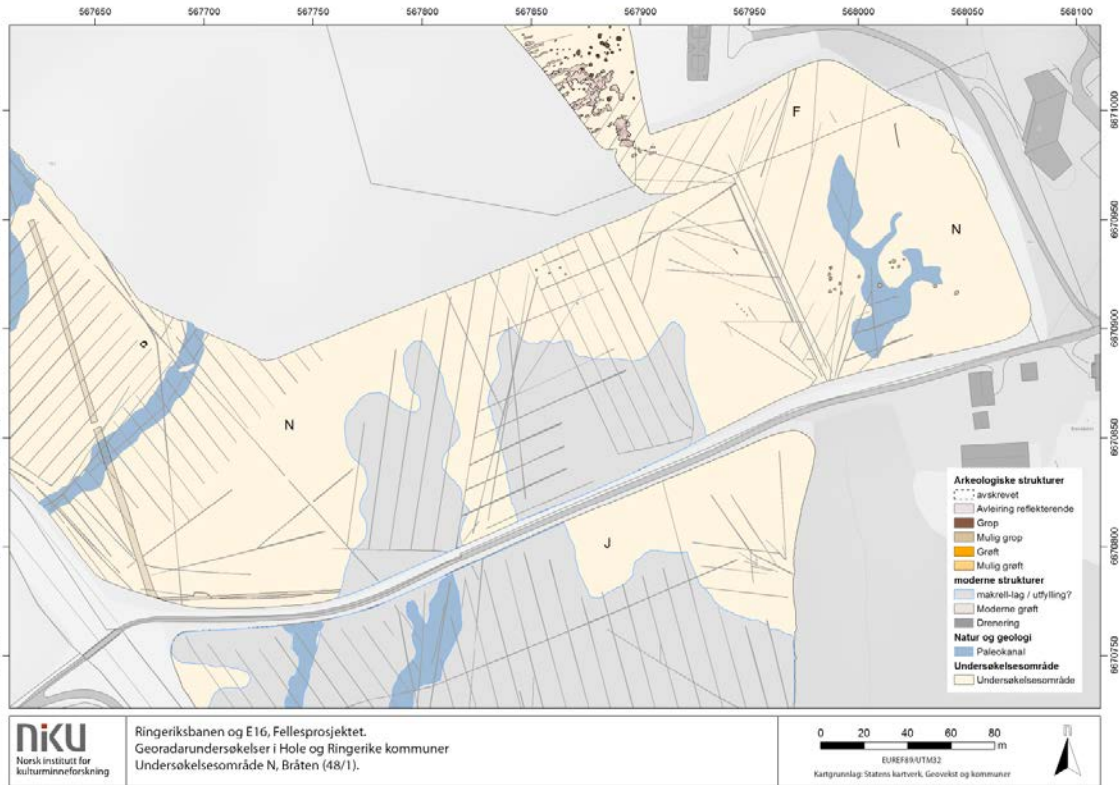 567650
567700
567750
567800
567850
567900
567950
568000
568050
568100
6671000
6670950
6670900
6670850
6670800
6670750
F
N
N
J
Arkeologiske strukturer
avskrevet
Avleiring reflekterende
Grop
Mulig grop
Grøft
Mulig grøft
moderne strukturer
makrell-lag / utfylling?
Moderne grøft
Drenering
Natur og geologi
Paleokanal
Undersøkelsesområde
Undersøkelsesområde
niku
Norsk institutt for
kulturminneforskning
Ringeriksbanen og E16, Fellesprosjektet.
Georadarundersøkelser i Hole og Ringerike kommuner
Undersøkelsesområde N, Bråten (48/1).
0 20 40 60 80
m
EUREF89/UTM32
Kartgrunnlag: Statens kartverk, Geovekst og kommuner
n